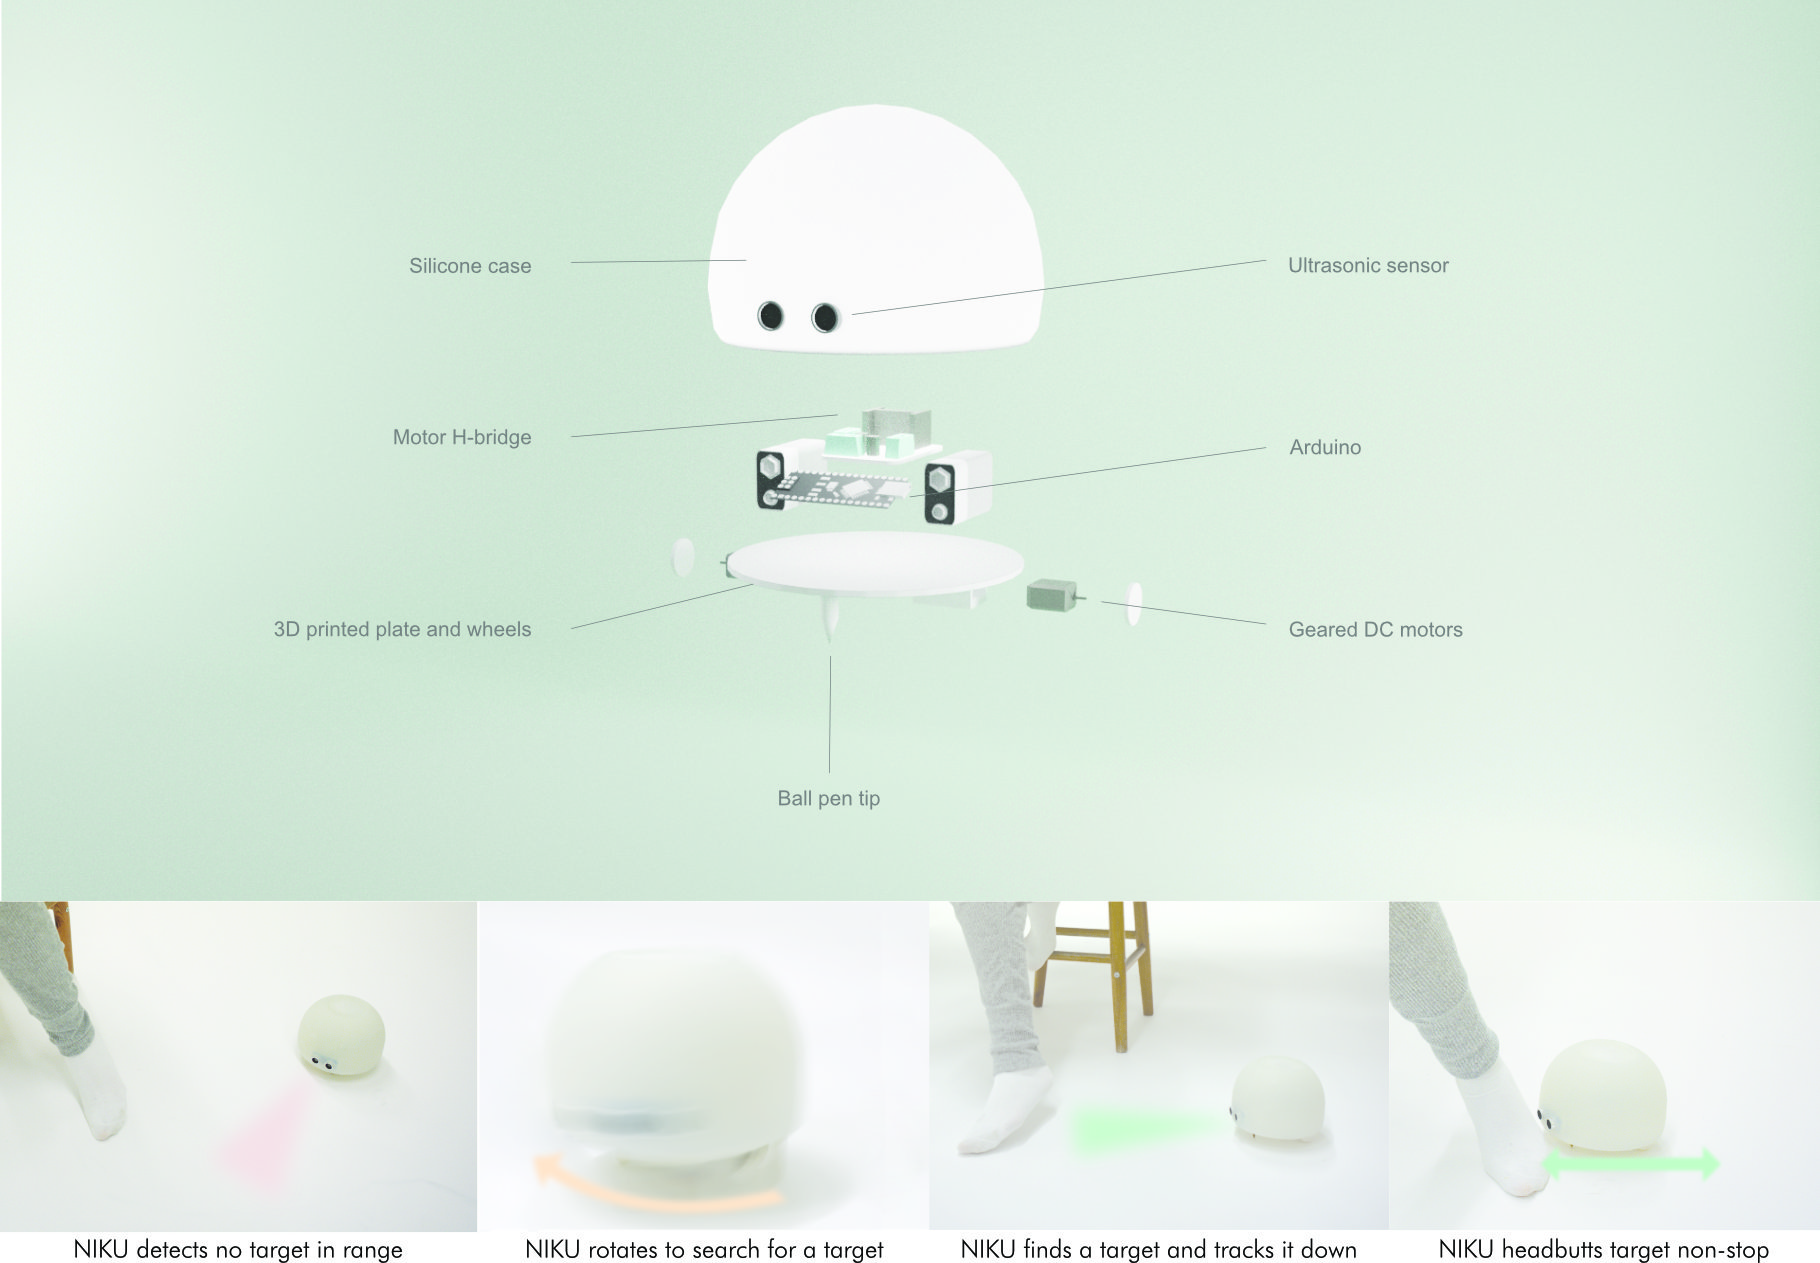 Silicone case
Ultrasonic sensor
Motor H-bridge
Arduino
3D printed plate and wheels
Geared DC motors
Ball pen tip
NIKU detects no target in range
NIKU rotates to search for a target
NIKU finds a target and tracks it down
NIKU headbutts target non-stop